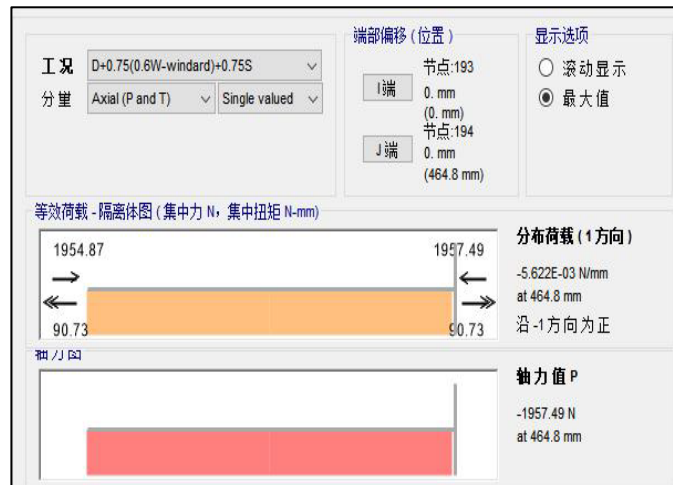 端部偏移 (位置)
显示选项
工况
D+0.75(0.6W-windard)+0.75S
分量
Axial (P and T)
Single valued
I端
节点:193
0. mm
(0. mm)
J端
节点:194
0. mm
(464.8 mm)
滚动显示
最大值
等效荷载 - 隔离体图 (集中力 N，集中扭矩 N-mm)
1954.87
1957.49
90.73
90.73
分布荷载 (1方向)
-5.622E-03 N/mm
at 464.8 mm
沿 -1方向为正
轴力图
轴力值 P
-1957.49 N
at 464.8 mm